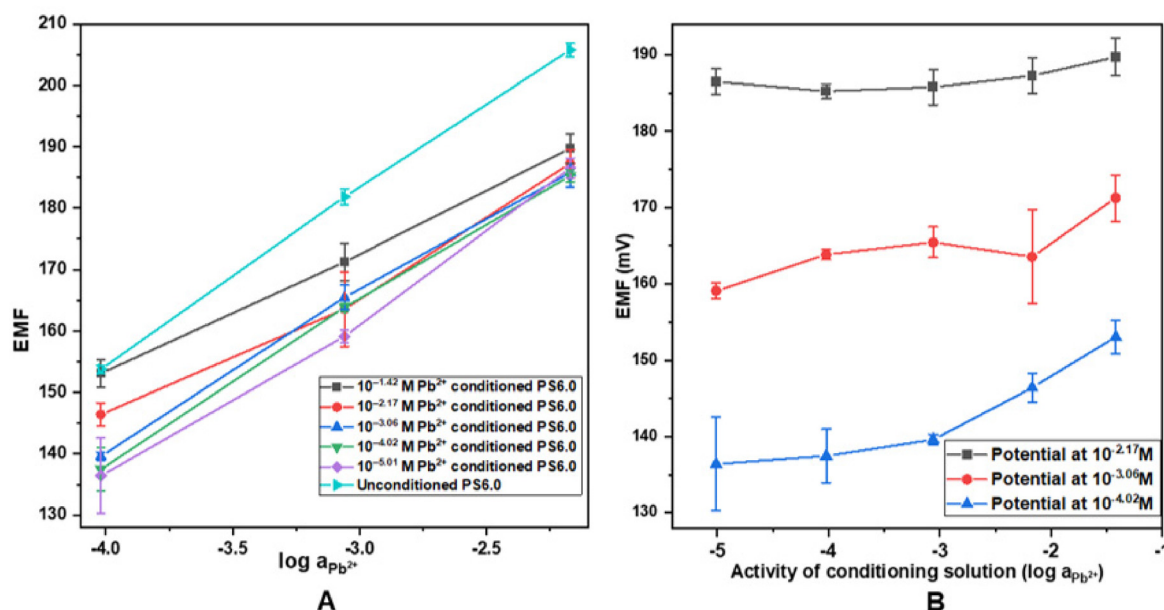 210
200
190
180
170
160
150
140
130
EMF
10⁻¹·⁴² M Pb²⁺ conditioned PS6.0
10⁻²·¹⁷ M Pb²⁺ conditioned PS6.0
10⁻³·⁰⁶ M Pb²⁺ conditioned PS6.0
10⁻⁴·⁰² M Pb²⁺ conditioned PS6.0
10⁻⁵·⁰¹ M Pb²⁺ conditioned PS6.0
Unconditioned PS6.0
-4.0 -3.5 -3.0 -2.5
log a Pb²⁺
A
190
180
170
160
150
140
130
EMF (mV)
Potential at 10⁻²·¹⁷M
Potential at 10⁻³·⁰⁶M
Potential at 10⁻⁴·⁰²M
-5 -4 -3 -2 -1
Activity of conditioning solution (log a Pb²⁺)
B